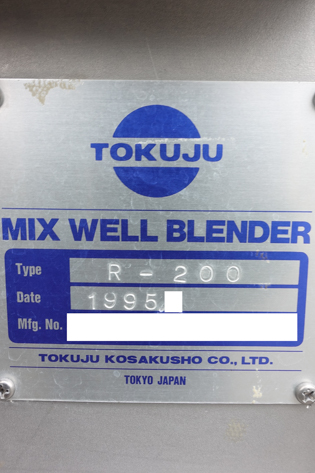 TOKUJU
MIX WELL BLENDER
Type R-200
Date 1995.
Mfg. No.
TOKUJU KOSAKUSHO CO., LTD.
TOKYO JAPAN